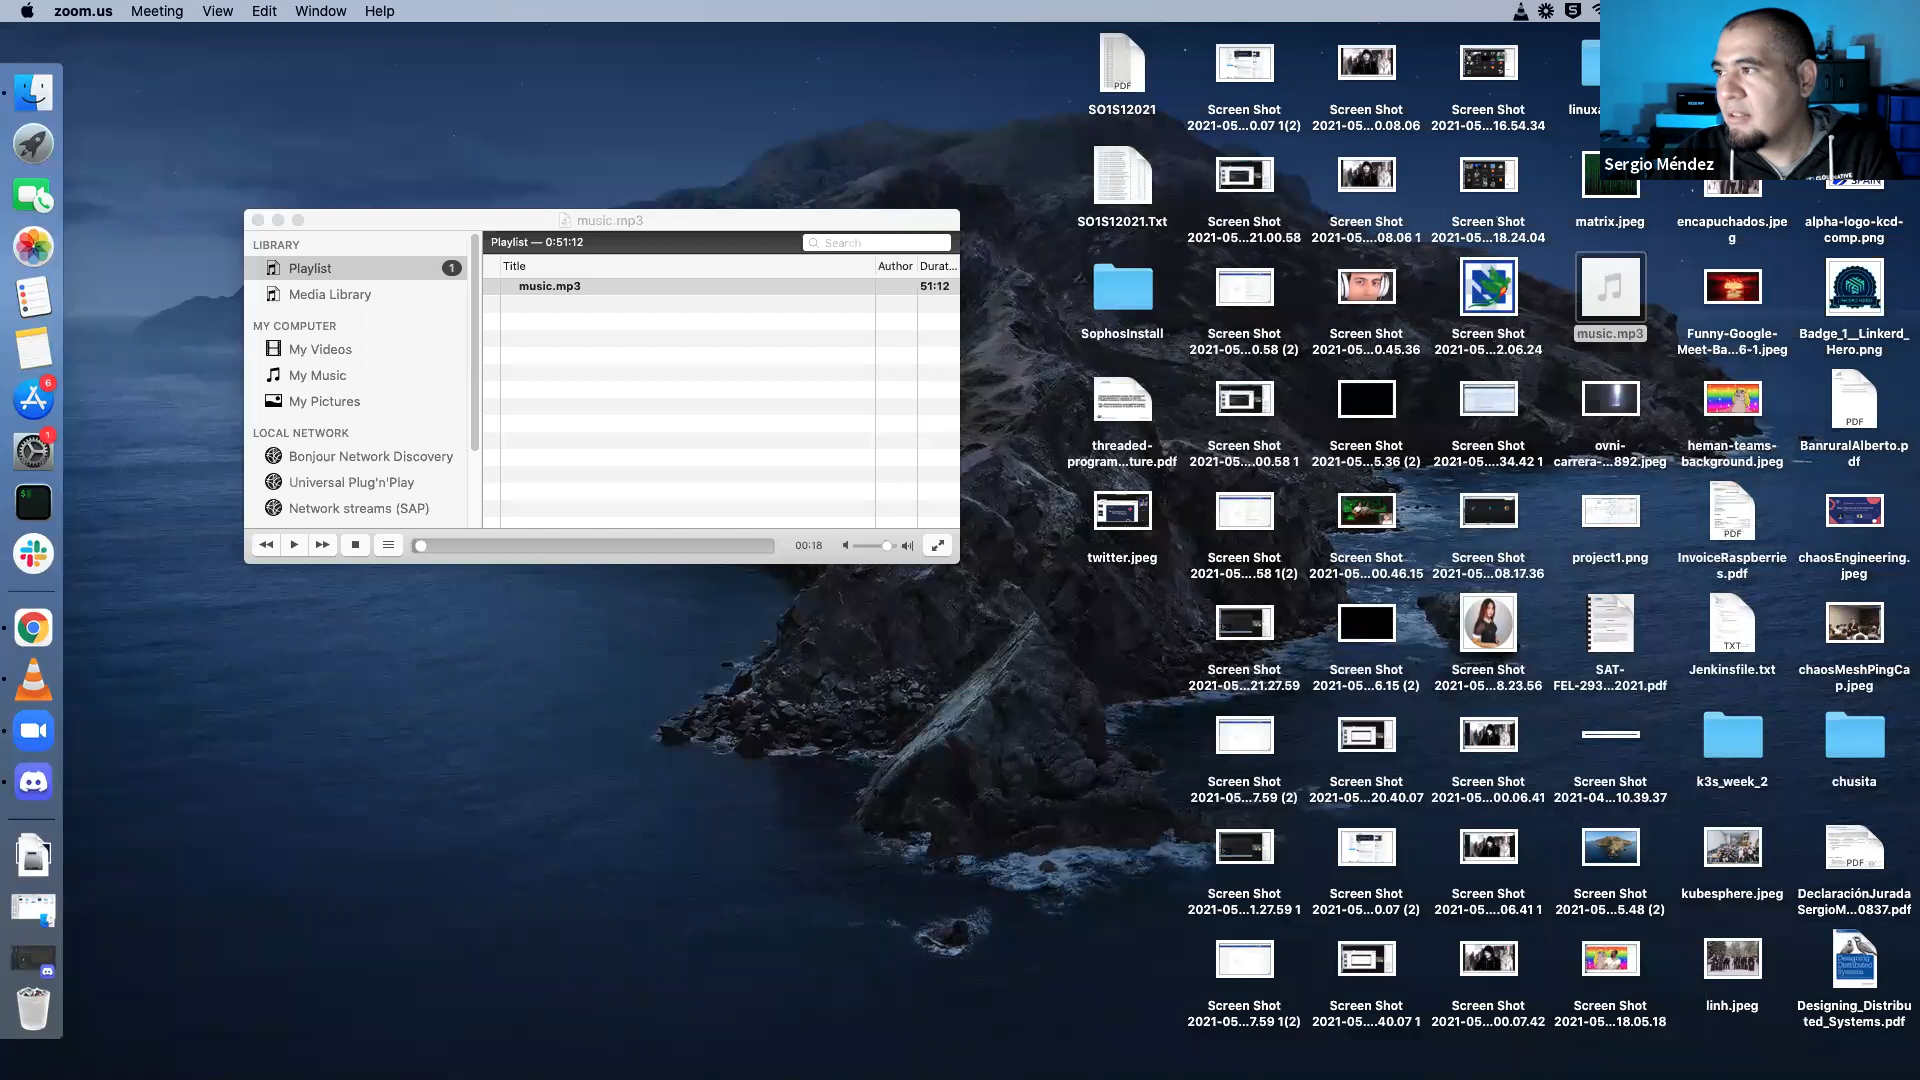 zoom.us Meeting View Edit Window Help
Sergio Méndez
music.mp3
LIBRARY
Playlist 1
Media Library
MY COMPUTER
My Videos
My Music
My Pictures
LOCAL NETWORK
Bonjour Network Discovery
Universal Plug'n'Play
Network streams (SAP)
Playlist — 0:51:12
Search
Title Author Durat...
music.mp3 51:12
00:18
6
1
PDF
SO1S12021
Screen Shot
2021-05...0.07 1(2)
Screen Shot
2021-05...0.08.06
Screen Shot
2021-05...16.54.34
SO1S12021.Txt
Screen Shot
2021-05...21.00.58
Screen Shot
2021-05....08.06 1
Screen Shot
2021-05...18.24.04
matrix.jpeg
encapuchados.jpe
g
alpha-logo-kcd-
comp.png
SophosInstall
Screen Shot
2021-05...0.58 (2)
Screen Shot
2021-05...0.45.36
Screen Shot
2021-05...2.06.24
music.mp3
Funny-Google-
Meet-Ba...6-1.jpeg
Badge_1__Linkerd_
Hero.png
threaded-
program...ture.pdf
Screen Shot
2021-05...00.58 1
Screen Shot
2021-05...5.36 (2)
Screen Shot
2021-05....34.42 1
ovni-
carrera-...892.jpeg
heman-teams-
background.jpeg
PDF
BanruralAlberto.p
df
twitter.jpeg
Screen Shot
2021-05....58 1(2)
Screen Shot
2021-05...00.46.15
Screen Shot
2021-05...08.17.36
project1.png
PDF
InvoiceRaspberrie
s.pdf
chaosEngineering.
jpeg
Screen Shot
2021-05...21.27.59
Screen Shot
2021-05...6.15 (2)
Screen Shot
2021-05...8.23.56
SAT-
FEL-293...2021.pdf
TXT
Jenkinsfile.txt
chaosMeshPingCa
p.jpeg
Screen Shot
2021-05...7.59 (2)
Screen Shot
2021-05...20.40.07
Screen Shot
2021-05...00.06.41
Screen Shot
2021-04...10.39.37
k3s_week_2
chusita
Screen Shot
2021-05...1.27.59 1
Screen Shot
2021-05...0.07 (2)
Screen Shot
2021-05....06.41 1
Screen Shot
2021-05...5.48 (2)
kubesphere.jpeg
PDF
DeclaraciónJurada
SergioM...0837.pdf
Screen Shot
2021-05...7.59 1(2)
Screen Shot
2021-05....40.07 1
Screen Shot
2021-05...00.07.42
Screen Shot
2021-05...18.05.18
linh.jpeg
Designing
Distributed
Systems
Designing_Distribu
ted_Systems.pdf